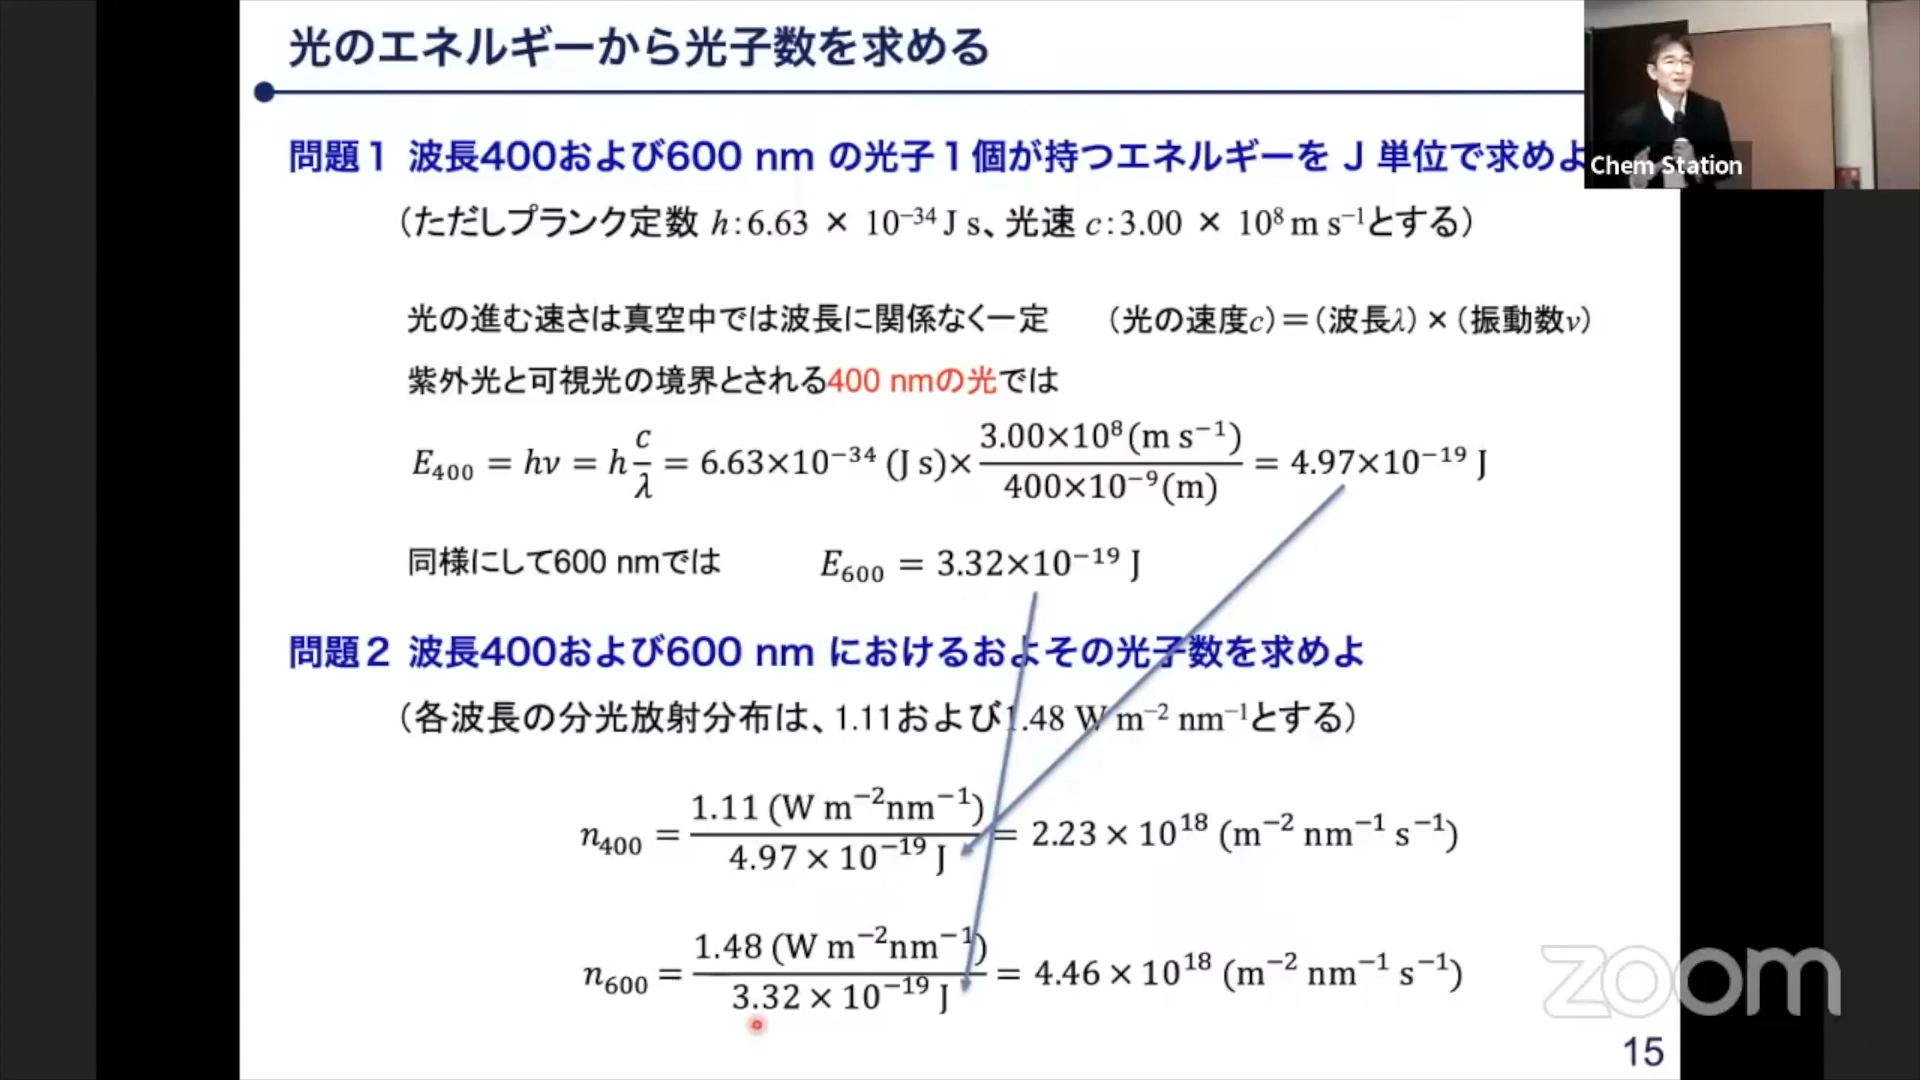 光のエネルギーから光子数を求める
問題1 波長400および600 nm の光子1個が持つエネルギーを J 単位で求めよ
Chem Station
（ただしプランク定数 h:6.63 × 10⁻³⁴ J s、光速 c:3.00 × 10⁸ m s⁻¹とする）
光の進む速さは真空中では波長に関係なく一定 （光の速度c）＝（波長λ）×（振動数ν）
紫外光と可視光の境界とされる400 nmの光では
E₄₀₀ = hν = h c/λ = 6.63×10⁻³⁴ (J s)× 3.00×10⁸(m s⁻¹)/400×10⁻⁹(m) = 4.97×10⁻¹⁹ J
同様にして600 nmでは E₆₀₀ = 3.32×10⁻¹⁹ J
問題2 波長400および600 nm におけるおよその光子数を求めよ
（各波長の分光放射分布は、1.11および1.48 W m⁻² nm⁻¹とする）
n₄₀₀ = 1.11 (W m⁻²nm⁻¹)/4.97 × 10⁻¹⁹ J = 2.23 × 10¹⁸ (m⁻² nm⁻¹ s⁻¹)
n₆₀₀ = 1.48 (W m⁻²nm⁻¹)/3.32 × 10⁻¹⁹ J = 4.46 × 10¹⁸ (m⁻² nm⁻¹ s⁻¹)
zoom
15